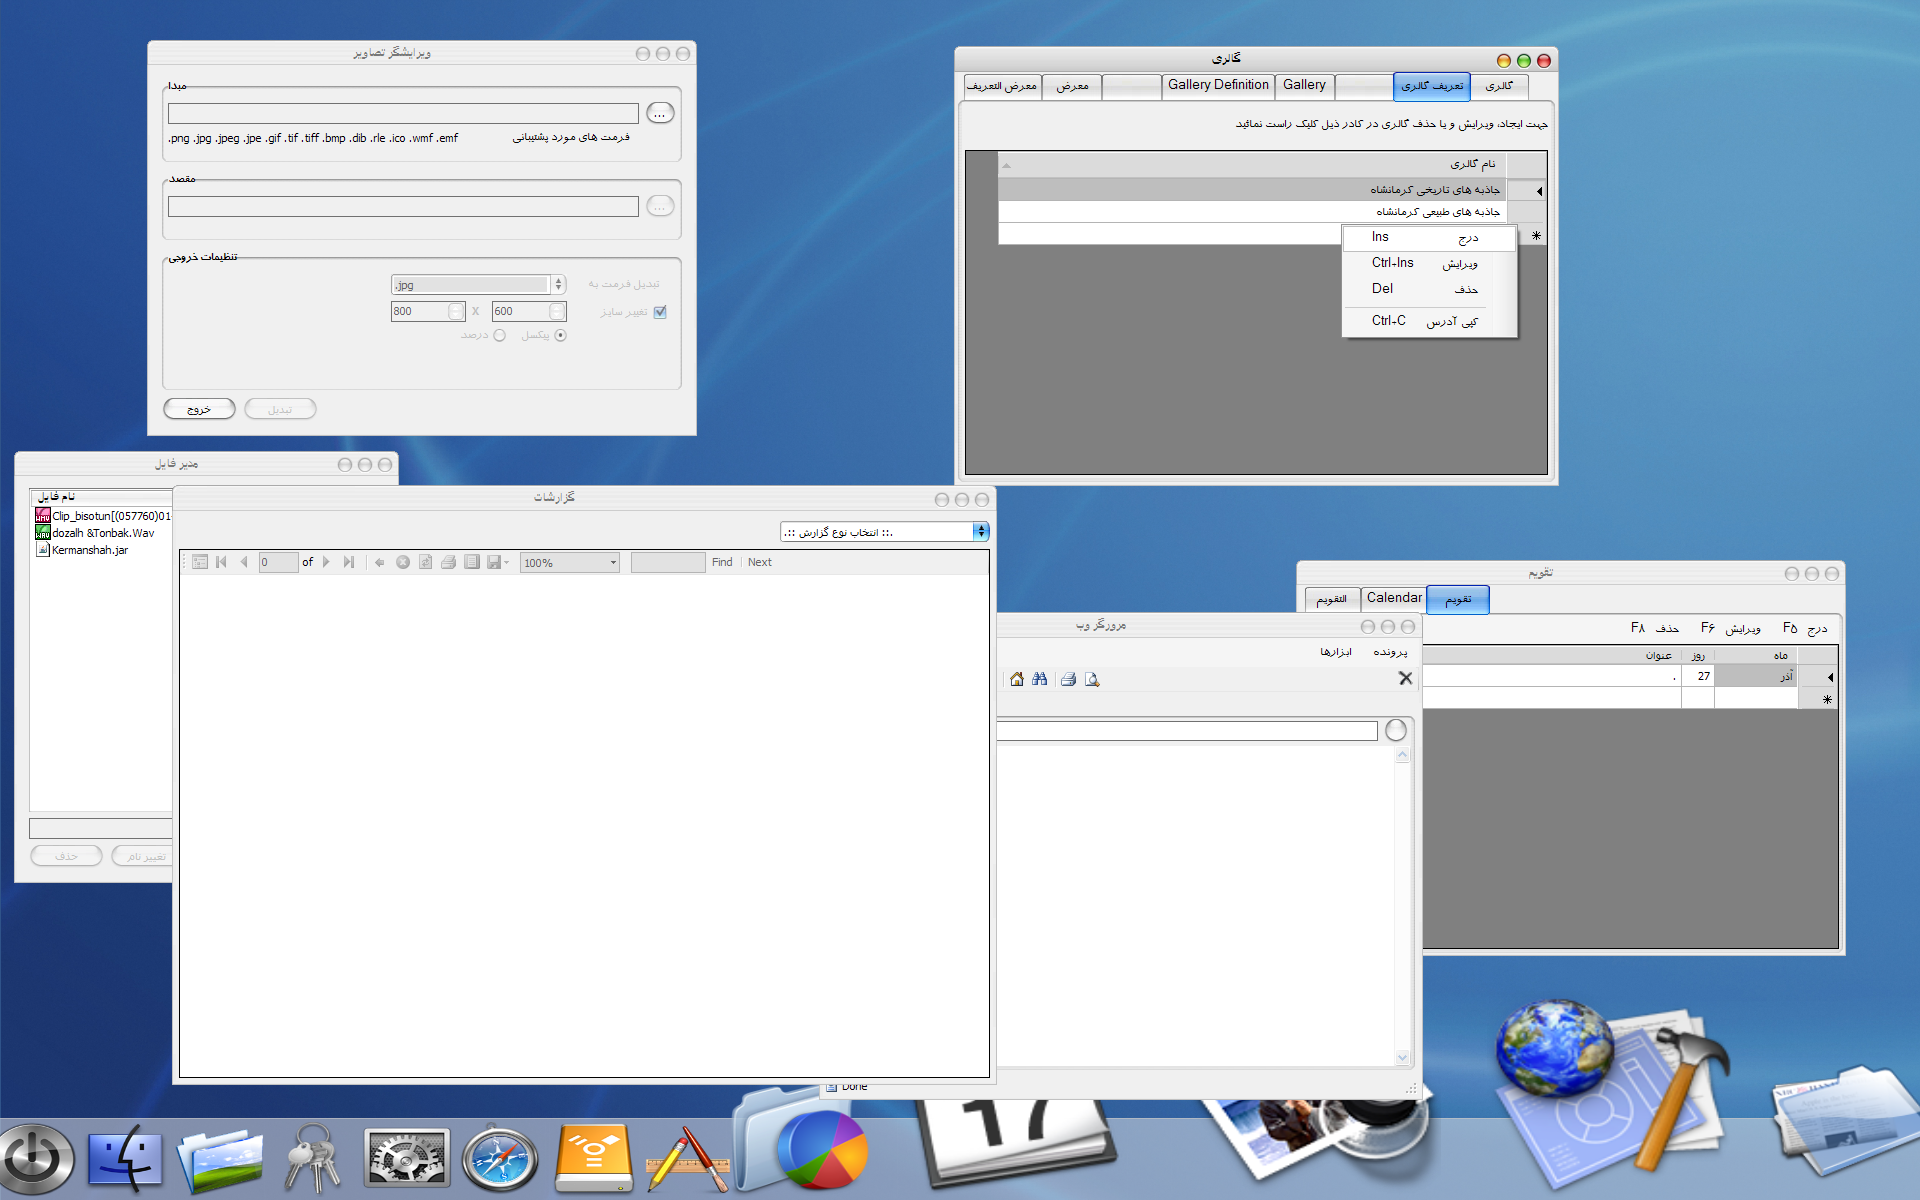 ویرایشگر تصاویر
مبدا
...
فرمت های مورد پشتیبانی
.png .jpg .jpeg .jpe .gif .tif .tiff .bmp .dib .rle .ico .wmf .emf
مقصد
...
تنظیمات خروجی
تبدیل فرمت به
.jpg
تغییر سایز
600 X 800
پیکسل
درصد
خروج
تبدیل
گالری
گالری
تعریف گالری
Gallery
Gallery Definition
معرض
معرض التعريف
جهت ایجاد، ویرایش و یا حذف گالری در کادر ذیل کلیک راست نمائید
نام گالری
جاذبه های تاریخی کرمانشاه
جاذبه های طبیعی کرمانشاه
درج Ins
ویرایش Ctrl+Ins
حذف Del
کپی آدرس Ctrl+C
مدیر فایل
نام فایل
Clip_bisotun[(057760)01
dozalh &Tonbak.Wav
Kermanshah.jar
حذف
تغییر نام
گزارشات
.:: انتخاب نوع گزارش ::.
0 of
100%
Find | Next
مرورگر وب
پرونده
ابزارها
Done
تقویم
تقویم
Calendar
التقويم
درج F۵
ویرایش F۶
حذف F۸
ماه
روز
عنوان
آذر
27
.
17